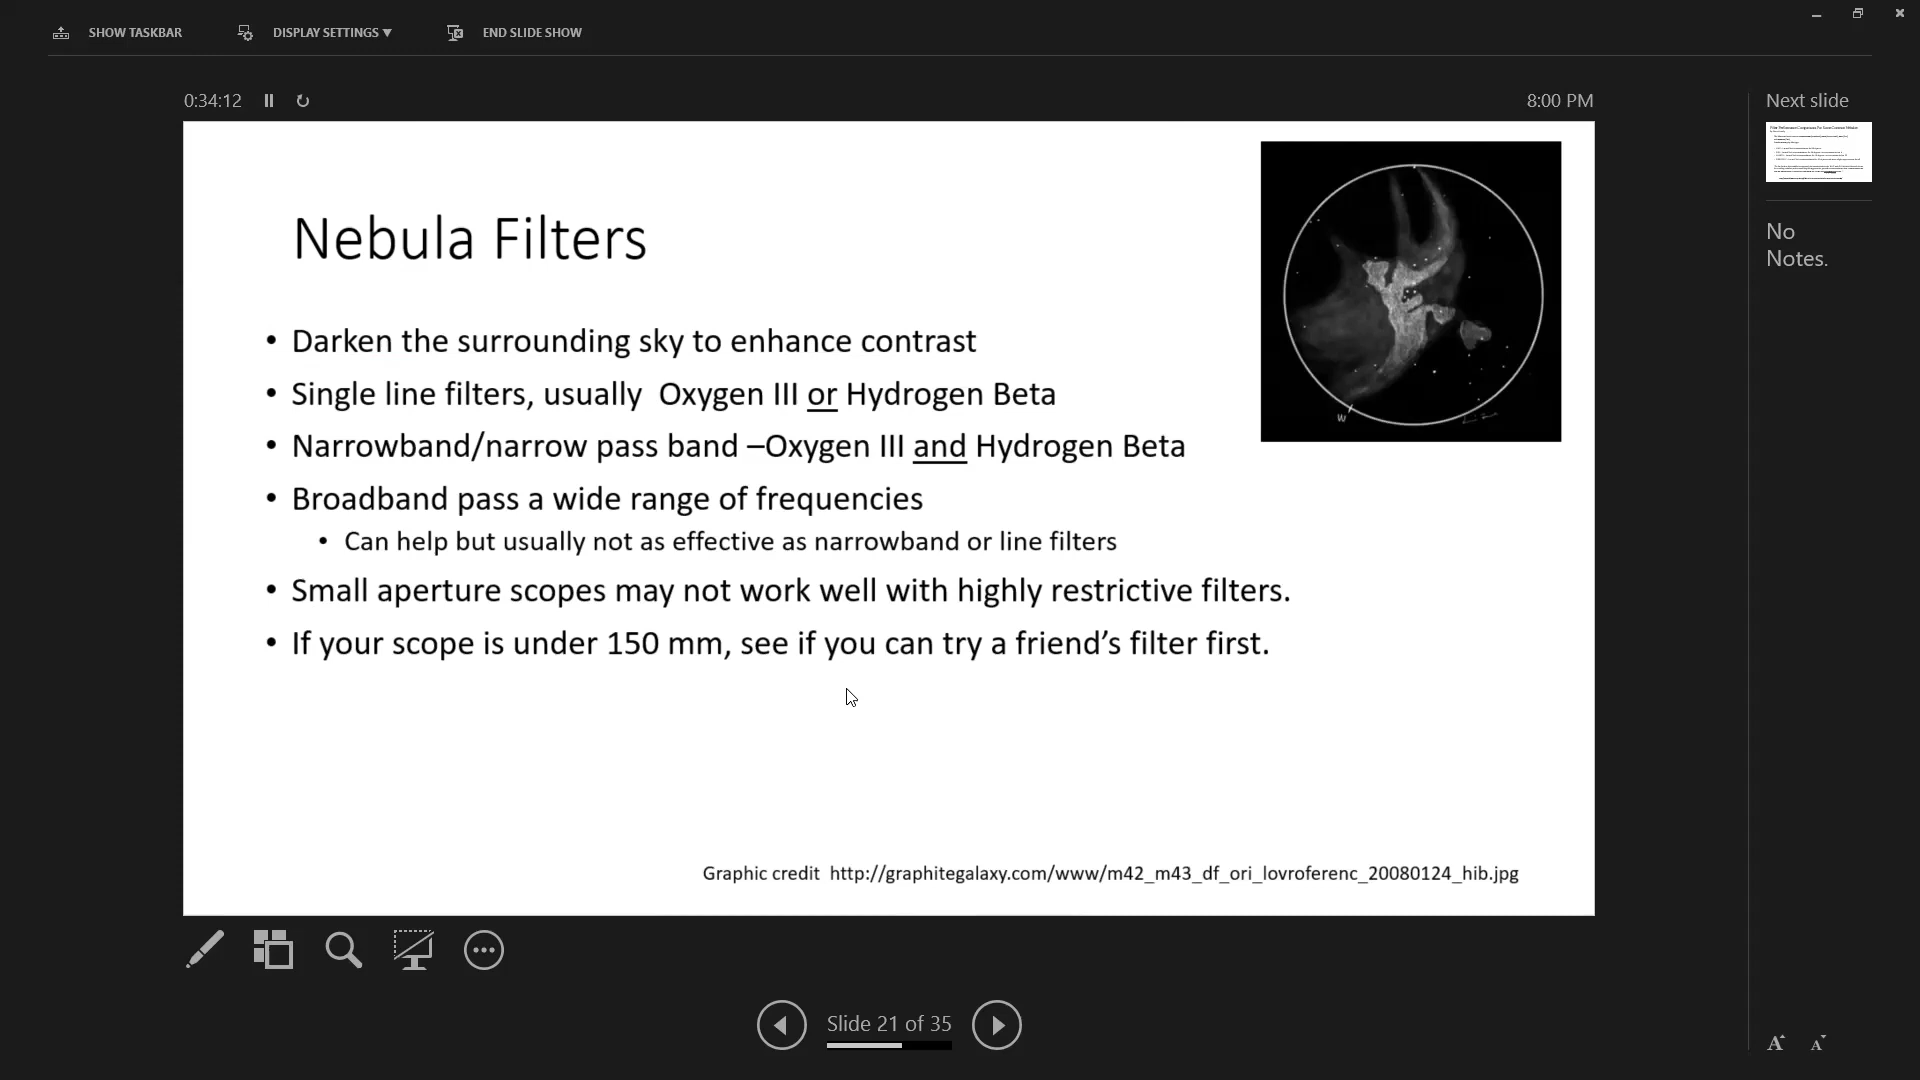 SHOW TASKBAR
DISPLAY SETTINGS ▼
END SLIDE SHOW
0:34:12
8:00 PM
Next slide
Nebula Filters
• Darken the surrounding sky to enhance contrast
• Single line filters, usually  Oxygen III or Hydrogen Beta
• Narrowband/narrow pass band –Oxygen III and Hydrogen Beta
• Broadband pass a wide range of frequencies
• Can help but usually not as effective as narrowband or line filters
• Small aperture scopes may not work well with highly restrictive filters.
• If your scope is under 150 mm, see if you can try a friend’s filter first.
W
Graphic credit  http://graphitegalaxy.com/www/m42_m43_df_ori_lovroferenc_20080124_hib.jpg
No
Notes.
Slide 21 of 35
A A